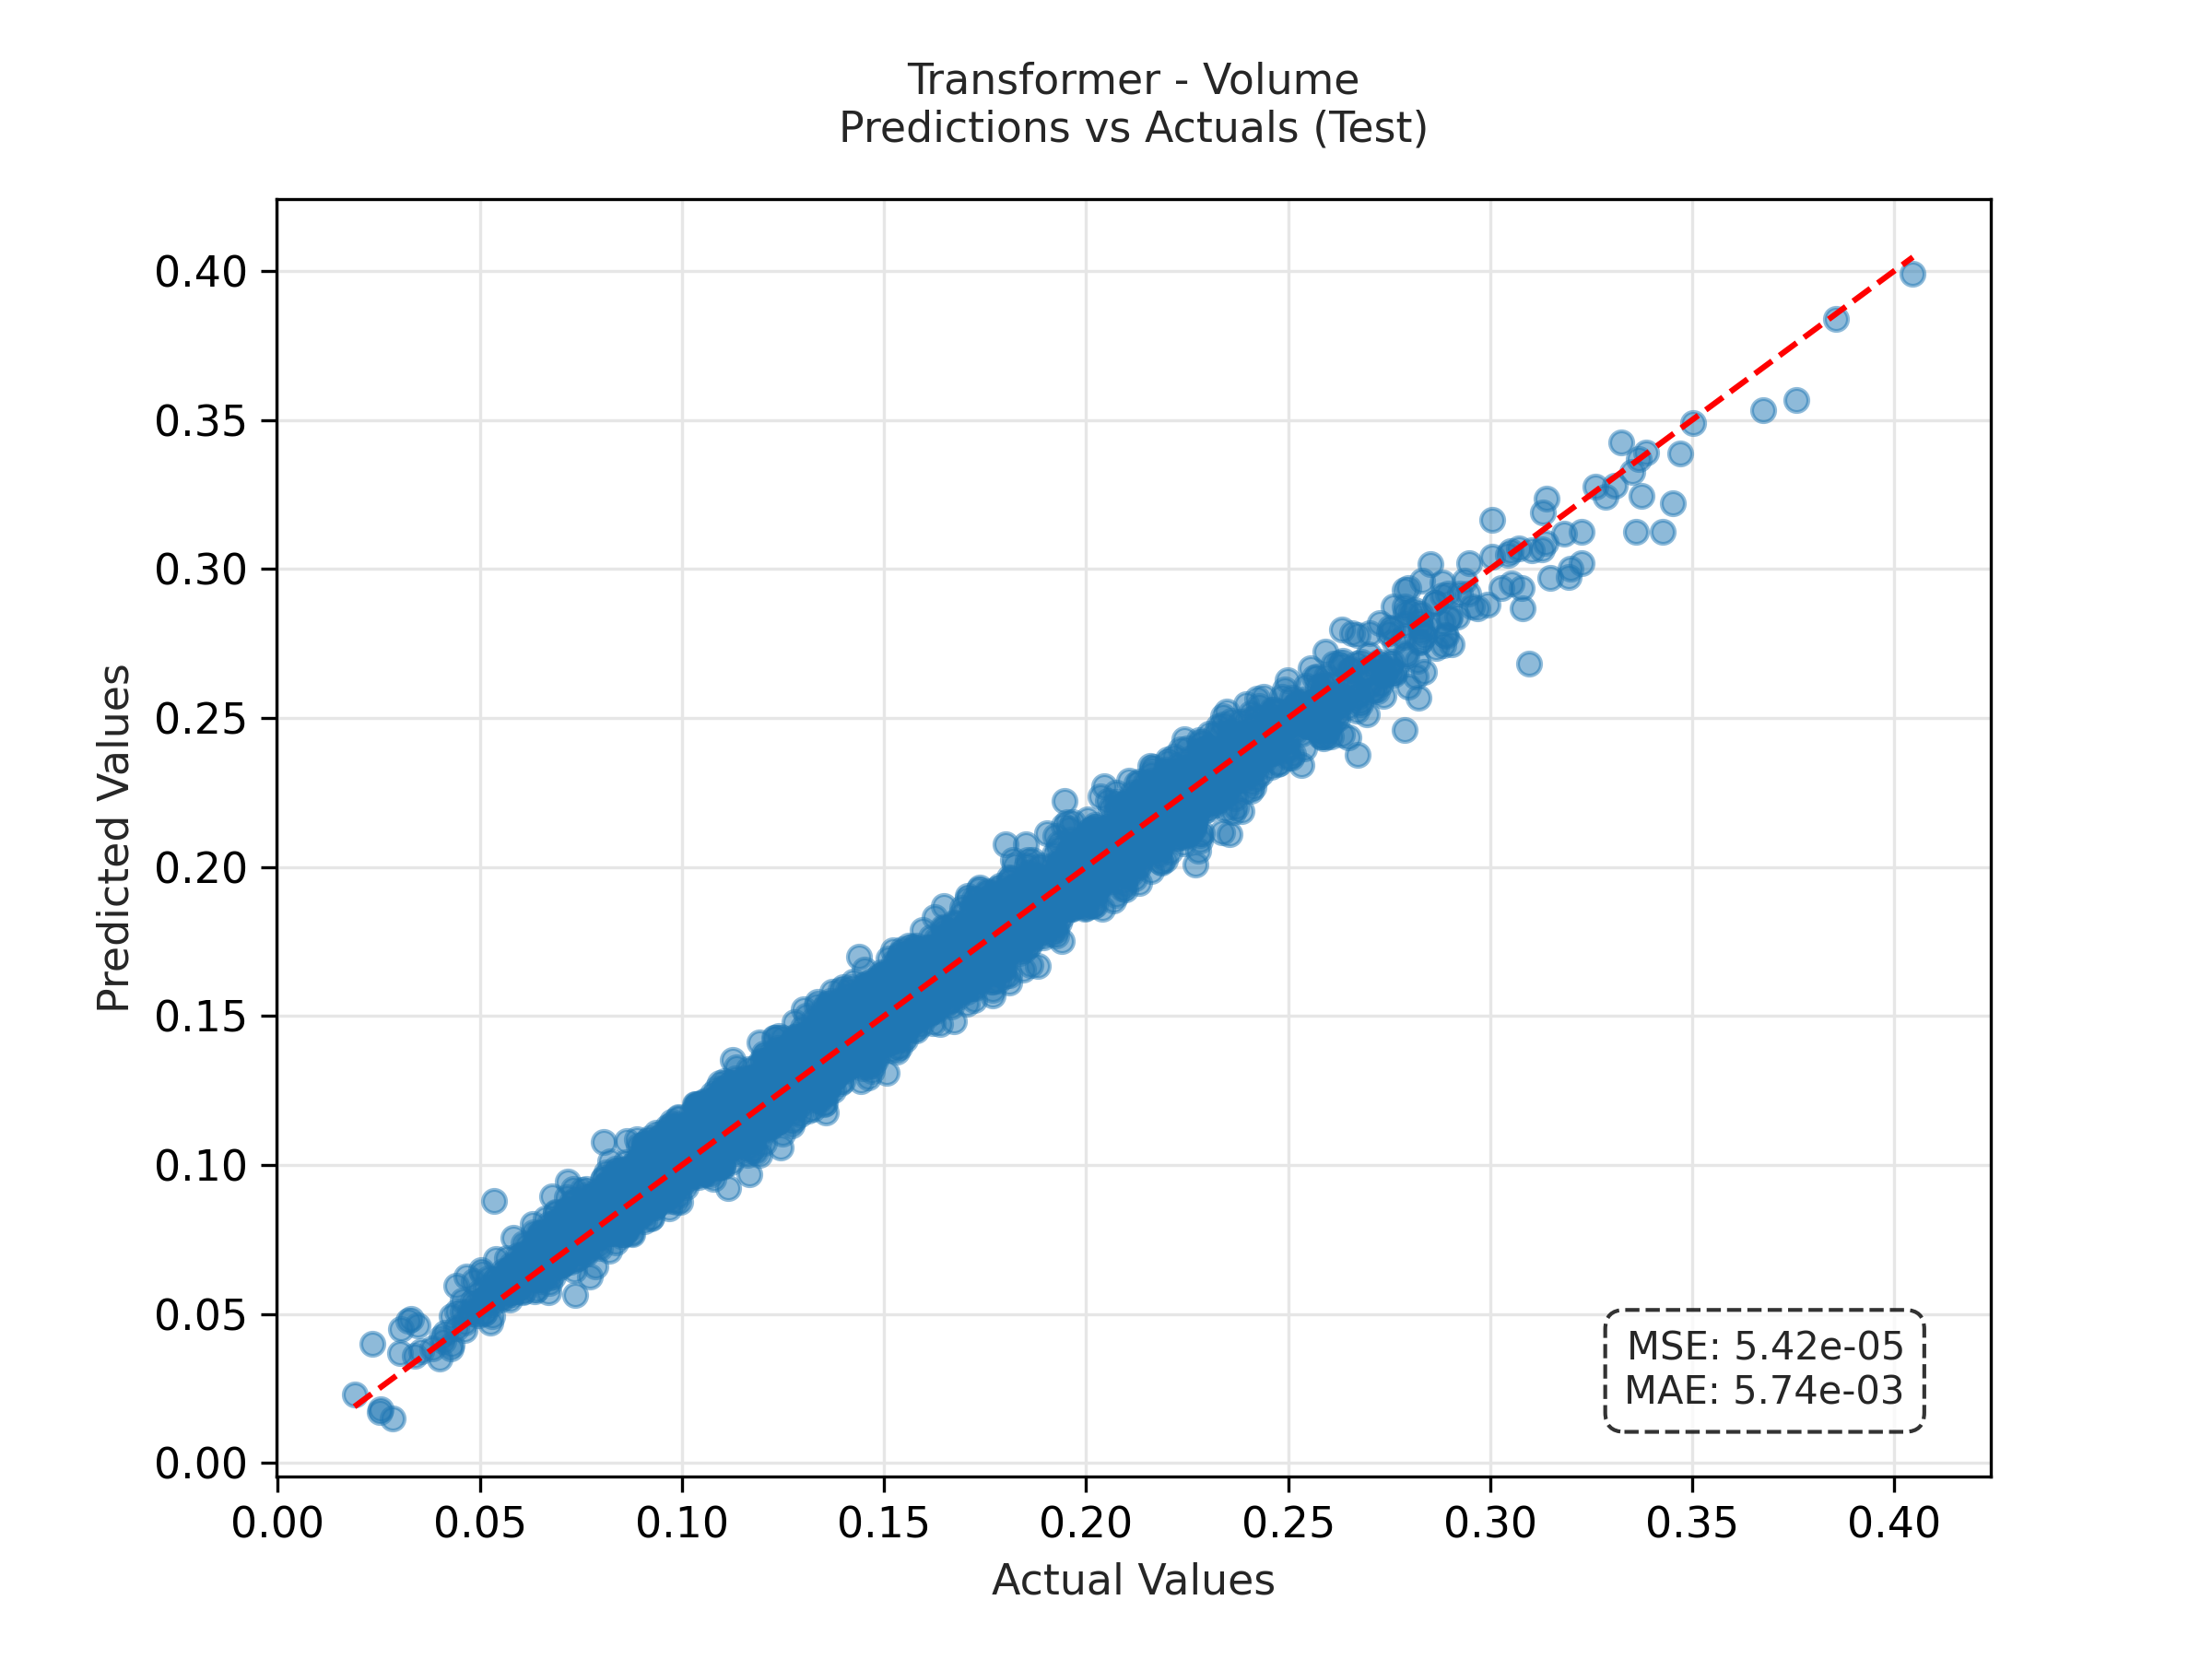 Transformer - Volume
Predictions vs Actuals (Test)
Predicted Values
0.40
0.35
0.30
0.25
0.20
0.15
0.10
0.05
0.00
MSE: 5.42e-05
MAE: 5.74e-03
0.00 0.05 0.10 0.15 0.20 0.25 0.30 0.35 0.40
Actual Values